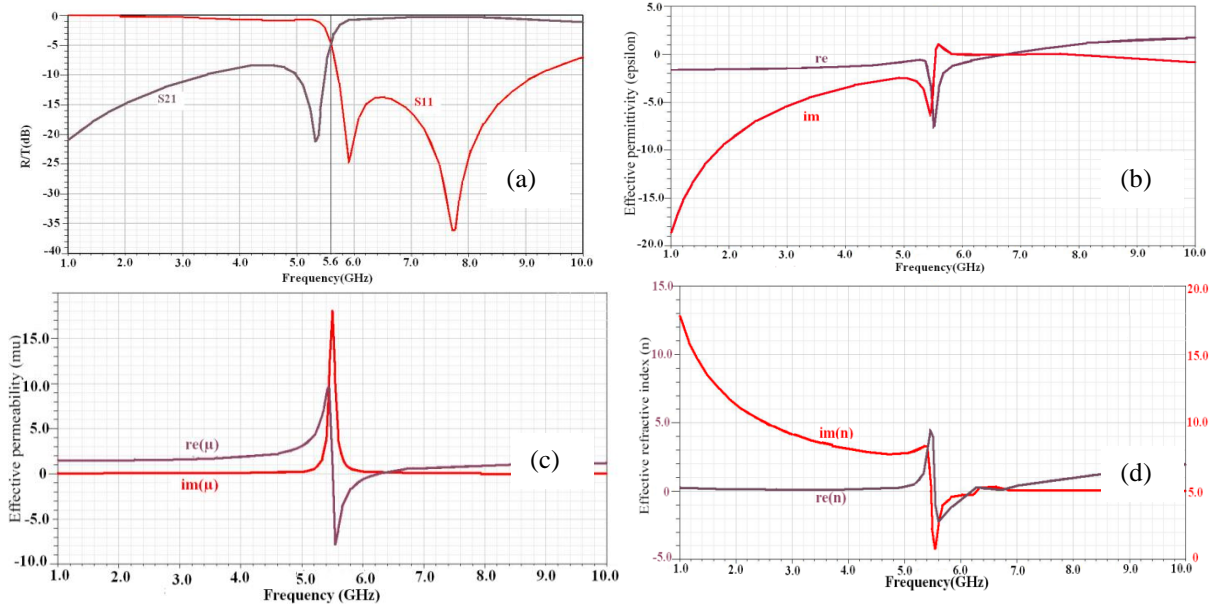 0
-5
-10
-15
-20
-25
-30
-35
-40
R/T(dB)
S21
S11
(a)
1.0 2.0 3.0 4.0 5.0 5.6 6.0 7.0 8.0 9.0 10.0
Frequency(GHz)
5.0
0
-5.0
-10.0
-15.0
-20.0
Effective permittivity (epsilon)
re
im
(b)
1.0 2.0 3.0 4.0 5.0 6.0 7.0 8.0 9.0 10.0
Frequency(GHz)
15.0
10.0
5.0
0
-5.0
-10.0
Effective permeability (mu)
re(μ)
im(μ)
(c)
1.0 2.0 3.0 4.0 5.0 6.0 7.0 8.0 9.0 10.0
Frequency (GHz)
15.0
10.0
5.0
0
-5.0
Effective refractive index (n)
im(n)
re(n)
(d)
20.0
15.0
10.0
5.0
0
1.0 2.0 3.0 4.0 5.0 6.0 7.0 8.0 9.0 10.0
Frequency(GHz)